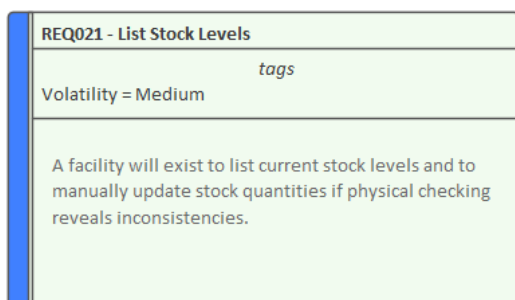 REQ021 - List Stock Levels
tags
Volatility = Medium
A facility will exist to list current stock levels and to
manually update stock quantities if physical checking
reveals inconsistencies.